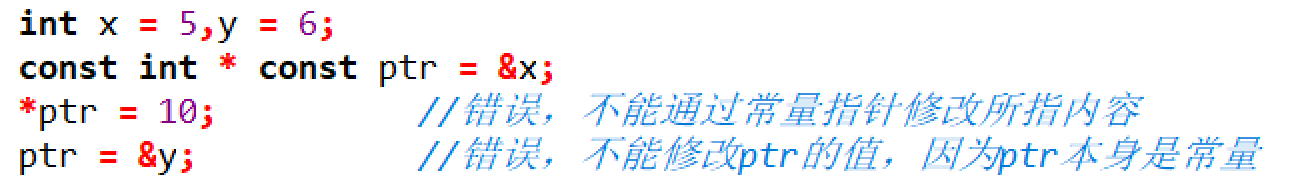 int x = 5,y = 6;
const int * const ptr = &x;
*ptr = 10; //错误，不能通过常量指针修改所指内容
ptr = &y; //错误，不能修改ptr的值，因为ptr本身是常量